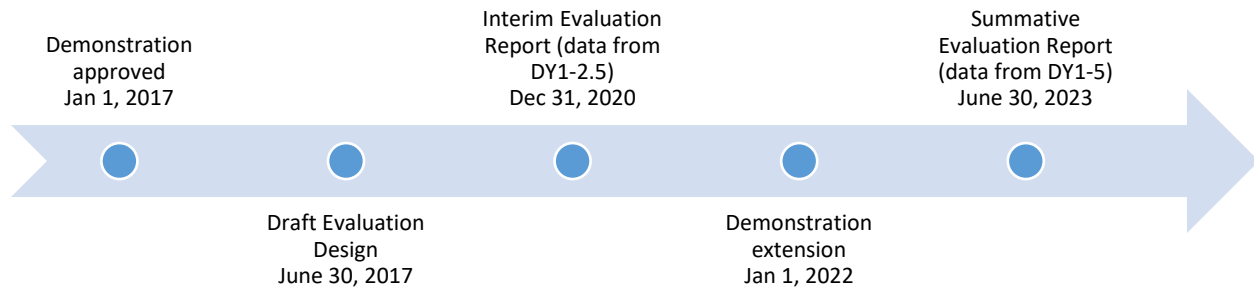 Demonstration
approved
Jan 1, 2017
Draft Evaluation
Design
June 30, 2017
Interim Evaluation
Report (data from
DY1-2.5)
Dec 31, 2020
Demonstration
extension
Jan 1, 2022
Summative
Evaluation Report
(data from DY1-5)
June 30, 2023